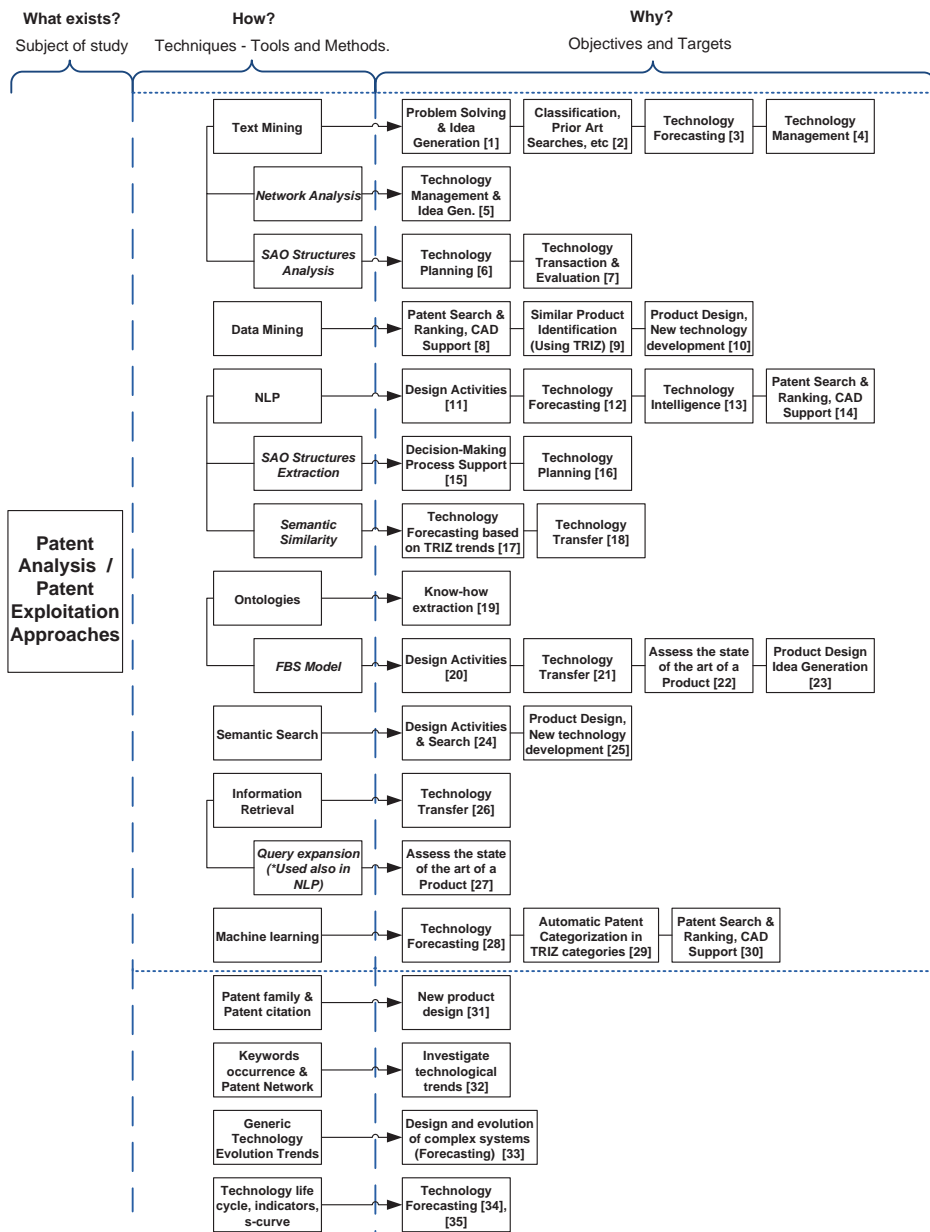 What exists?
Subject of study
How?
Techniques - Tools and Methods.
Why?
Objectives and Targets
Patent
Analysis /
Patent
Exploitation
Approaches
Text Mining
Problem Solving
& Idea
Generation [1]
Classification,
Prior Art
Searches, etc [2]
Technology
Forecasting [3]
Technology
Management [4]
Network Analysis
Technology
Management &
Idea Gen. [5]
SAO Structures
Analysis
Technology
Planning [6]
Technology
Transaction &
Evaluation [7]
Data Mining
Patent Search &
Ranking, CAD
Support [8]
Similar Product
Identification
(Using TRIZ) [9]
Product Design,
New technology
development [10]
NLP
Design Activities
[11]
Technology
Forecasting [12]
Technology
Intelligence [13]
Patent Search &
Ranking, CAD
Support [14]
SAO Structures
Extraction
Decision-Making
Process Support
[15]
Technology
Planning [16]
Semantic
Similarity
Technology
Forecasting based
on TRIZ trends [17]
Technology
Transfer [18]
Ontologies
Know-how
extraction [19]
FBS Model
Design Activities
[20]
Technology
Transfer [21]
Assess the state
of the art of a
Product [22]
Product Design
Idea Generation
[23]
Semantic Search
Design Activities
& Search [24]
Product Design,
New technology
development [25]
Information
Retrieval
Technology
Transfer [26]
Query expansion
(*Used also in
NLP)
Assess the state
of the art of a
Product [27]
Machine learning
Technology
Forecasting [28]
Automatic Patent
Categorization in
TRIZ categories [29]
Patent Search &
Ranking, CAD
Support [30]
Patent family &
Patent citation
New product
design [31]
Keywords
occurrence &
Patent Network
Investigate
technological
trends [32]
Generic
Technology
Evolution Trends
Design and evolution
of complex systems
(Forecasting) [33]
Technology life
cycle, indicators,
s-curve
Technology
Forecasting [34],
[35]